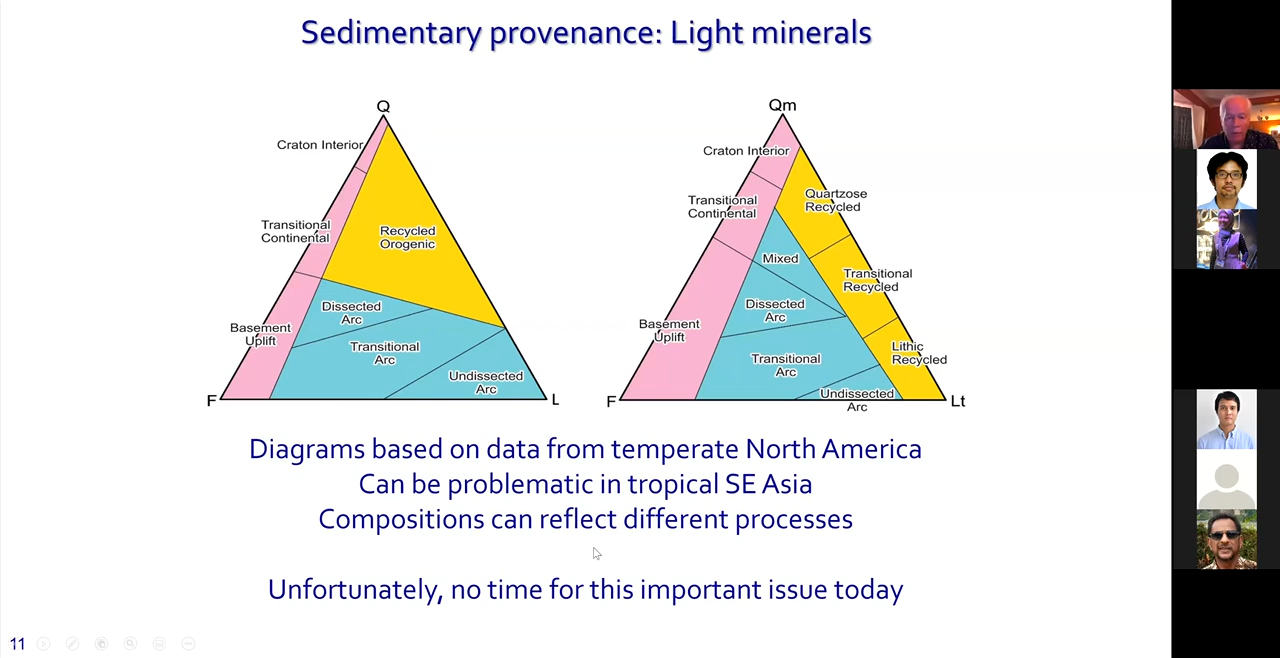 Sedimentary provenance: Light minerals
Q
Craton Interior
Transitional
Continental
Recycled
Orogenic
Dissected
Arc
Basement
Uplift
Transitional
Arc
Undissected
Arc
F
L
Qm
Craton Interior
Quartzose
Recycled
Transitional
Continental
Mixed
Transitional
Recycled
Dissected
Arc
Basement
Uplift
Lithic
Recycled
Transitional
Arc
Undissected
Arc
F
Lt
Diagrams based on data from temperate North America
Can be problematic in tropical SE Asia
Compositions can reflect different processes
Unfortunately, no time for this important issue today
11